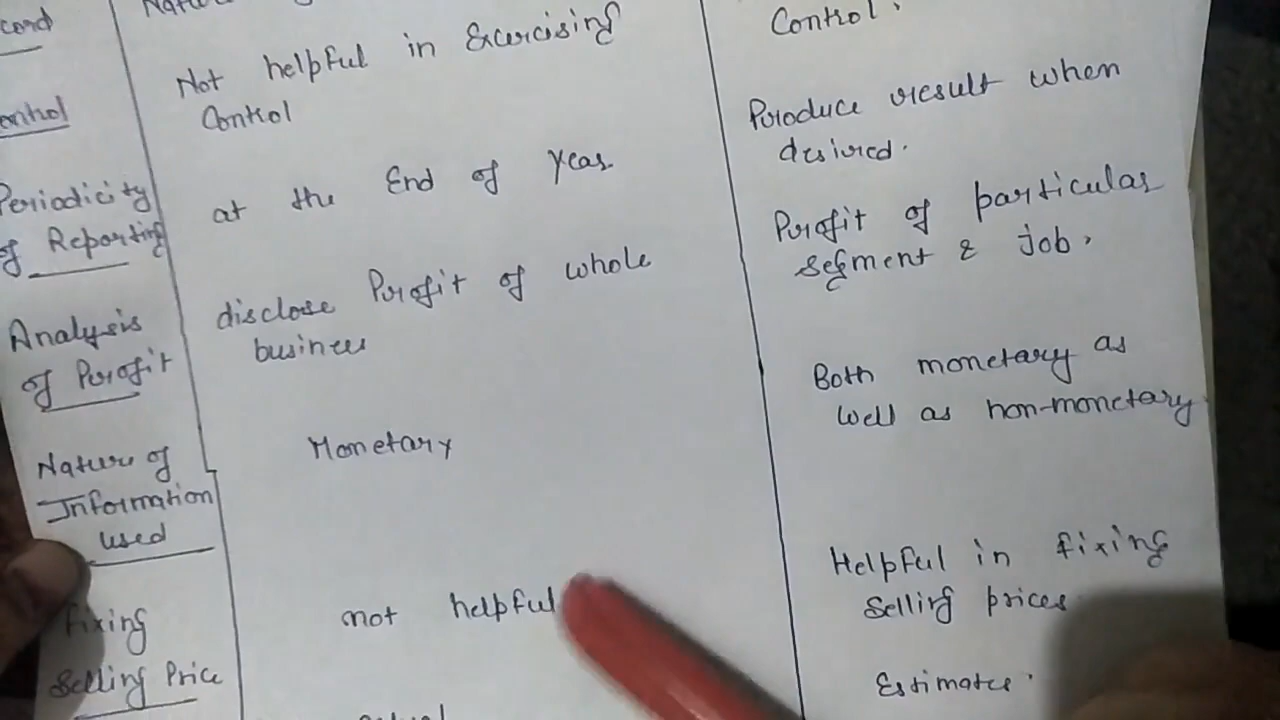 Not helpful in Exercising
Control
Control.
Periodicity
of Reporting
at the End of Year
Produce result when
desired.
Analysis
of Profit
disclose Profit of whole
business
Profit of particular
segment & job.
Nature of
Information
used
Monetary
Both monetary as
well as non-monetary
Fixing
Selling Price
not helpful
Helpful in fixing
Selling prices
Estimates.